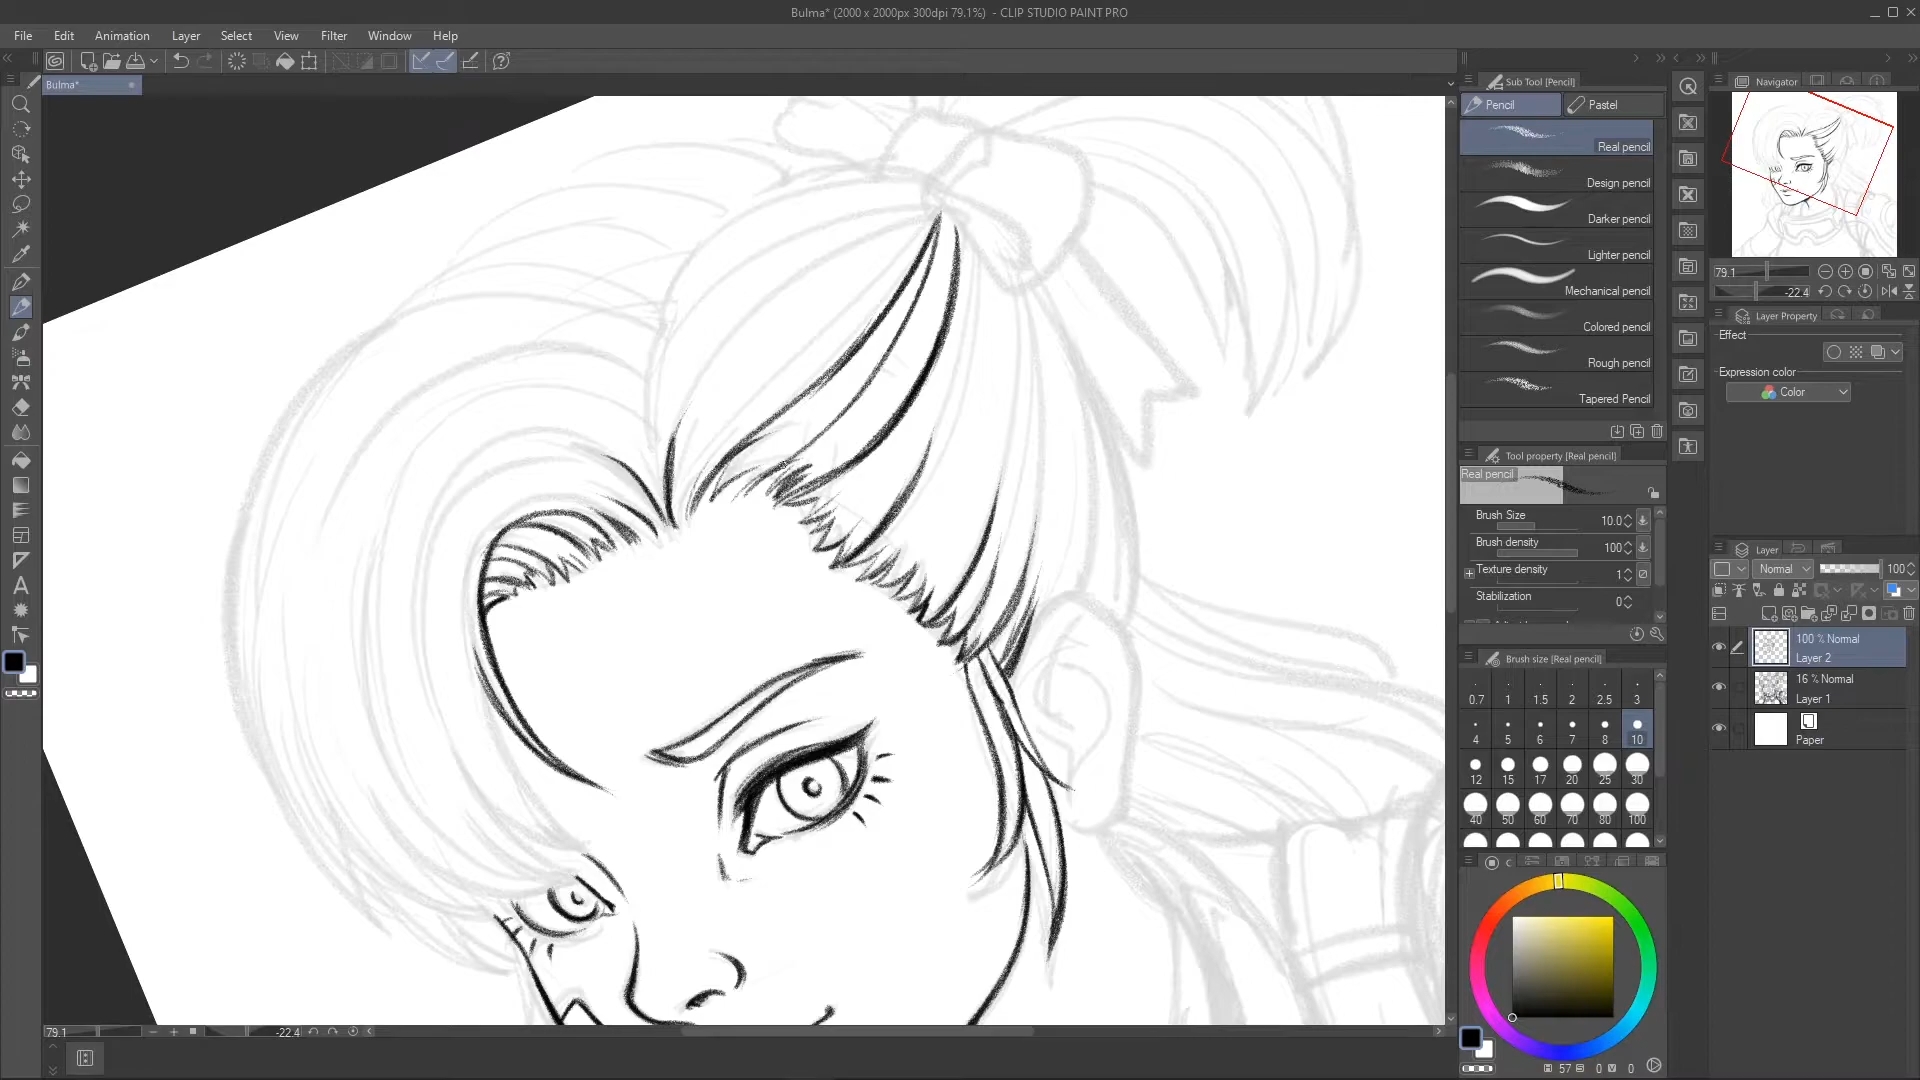 Bulma* (2000 x 2000px 300dpi 79.1%) - CLIP STUDIO PAINT PRO
File Edit Animation Layer Select View Filter Window Help
Bulma*
Sub Tool [Pencil]
Pencil Pastel
Real pencil
Design pencil
Darker pencil
Lighter pencil
Mechanical pencil
Colored pencil
Rough pencil
Tapered Pencil
Tool property [Real pencil]
Real pencil
Brush Size 10.0
Brush density 100
Texture density 1
Stabilization 0
Brush size [Real pencil]
0.7 1 1.5 2 2.5 3
4 5 6 7 8 10
12 15 17 20 25 30
40 50 60 70 80 100
57 0 0
Navigator
79.1
-22.4
Layer Property
Effect
Expression color
Color
Layer
Normal 100
100 % Normal
Layer 2
16 % Normal
Layer 1
Paper
79.1 -22.4